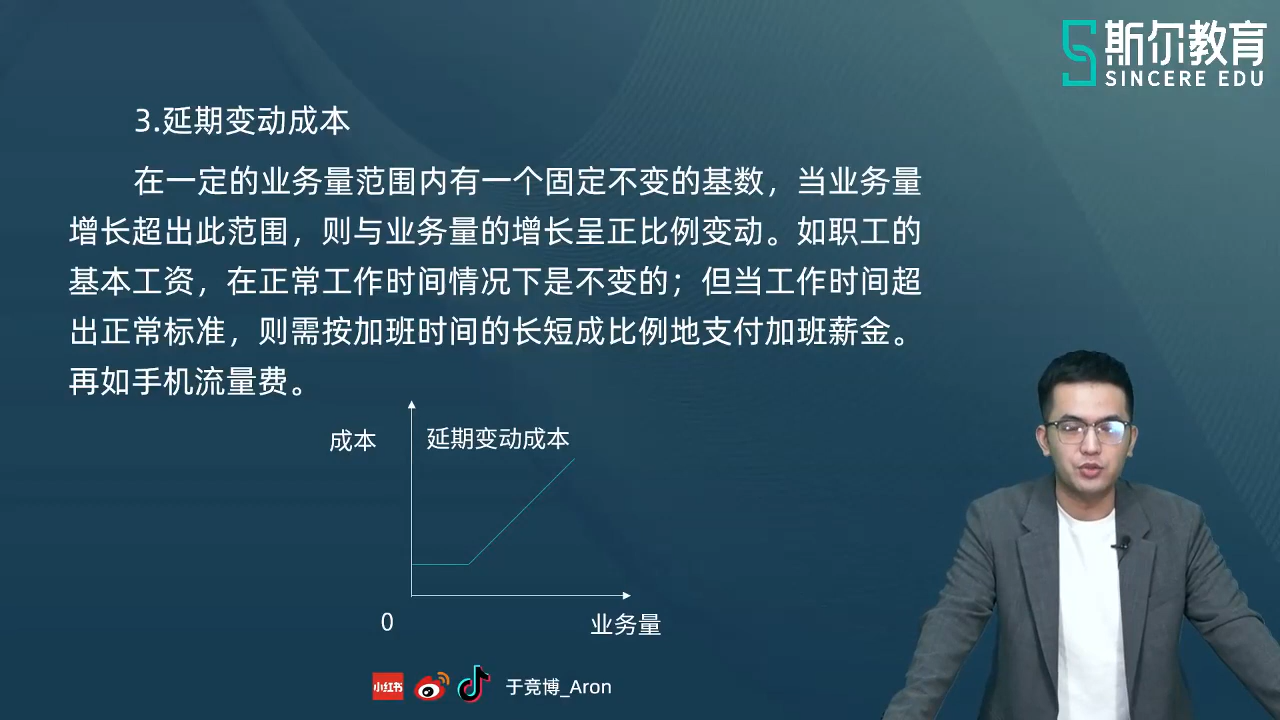 斯尔教育
SINCERE EDU
3.延期变动成本
在一定的业务量范围内有一个固定不变的基数，当业务量
增长超出此范围，则与业务量的增长呈正比例变动。如职工的
基本工资，在正常工作时间情况下是不变的；但当工作时间超
出正常标准，则需按加班时间的长短成比例地支付加班薪金。
再如手机流量费。
成本
延期变动成本
0
业务量
小红书
于竞博_Aron